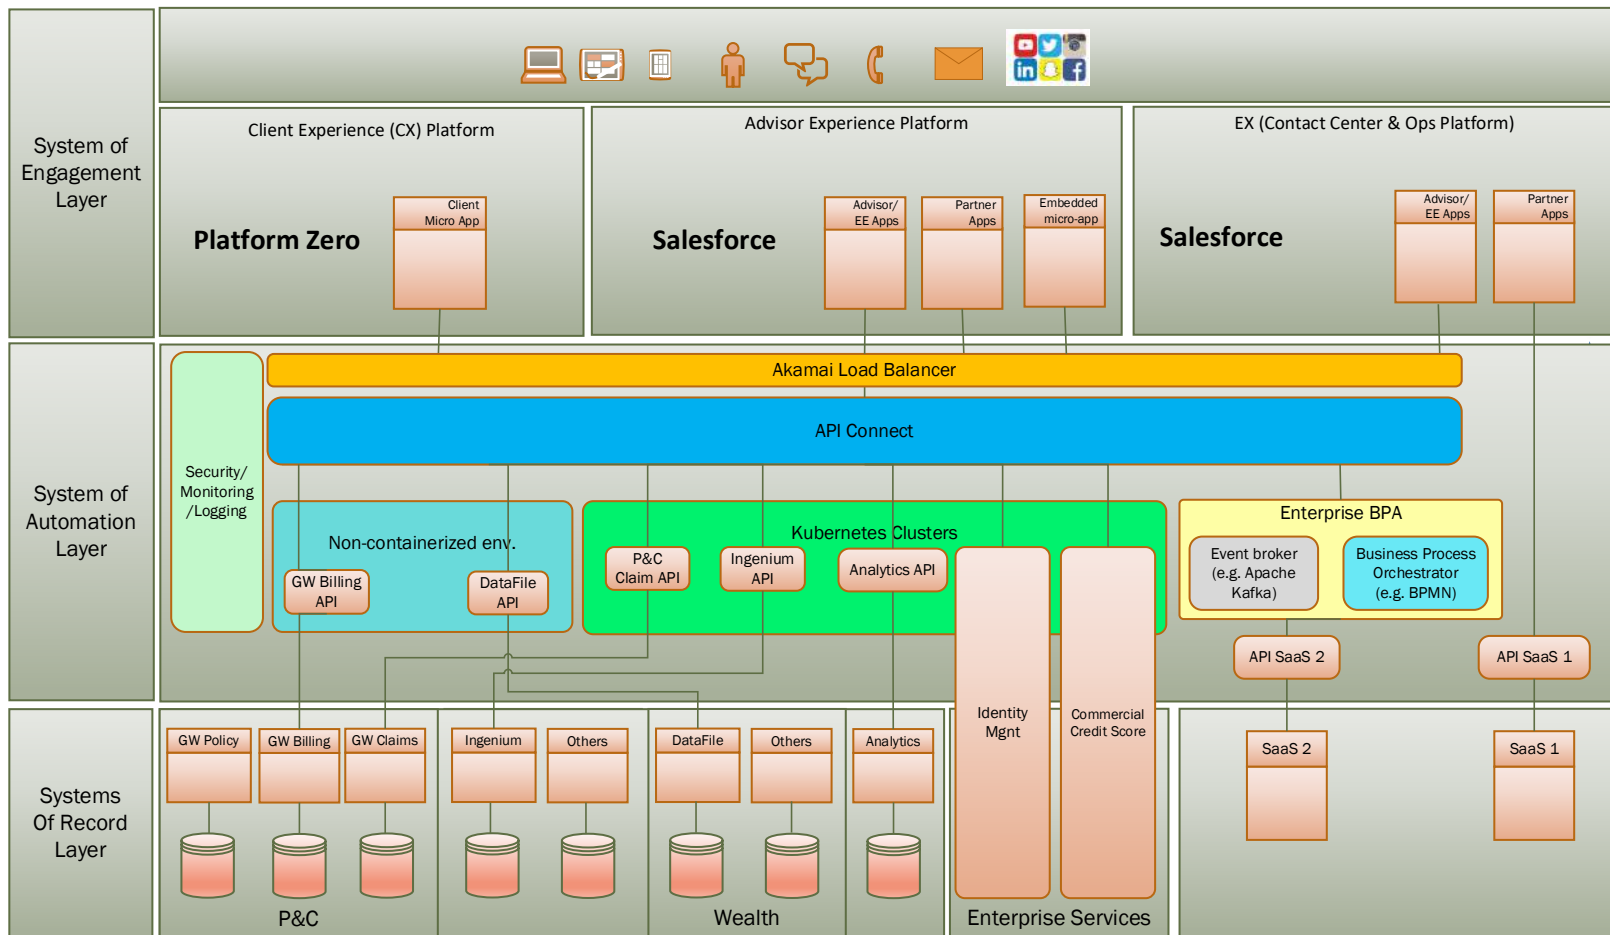 System of
Engagement
Layer
Client Experience (CX) Platform
Platform Zero
Client
Micro App
Advisor Experience Platform
Salesforce
Advisor/
EE Apps
Partner
Apps
Embedded
micro-app
EX (Contact Center & Ops Platform)
Salesforce
Advisor/
EE Apps
Partner
Apps
in
f
System of
Automation
Layer
Security/
Monitoring
/Logging
Akamai Load Balancer
API Connect
Non-containerized env.
GW Billing
API
DataFile
API
Kubernetes Clusters
P&C
Claim API
Ingenium
API
Analytics API
Enterprise BPA
Event broker
(e.g. Apache
Kafka)
Business Process
Orchestrator
(e.g. BPMN)
API SaaS 2
API SaaS 1
Identity
Mgnt
Commercial
Credit Score
Systems
Of Record
Layer
GW Policy
GW Billing
GW Claims
Ingenium
Others
DataFile
Others
Analytics
SaaS 2
SaaS 1
P&C
Wealth
Enterprise Services